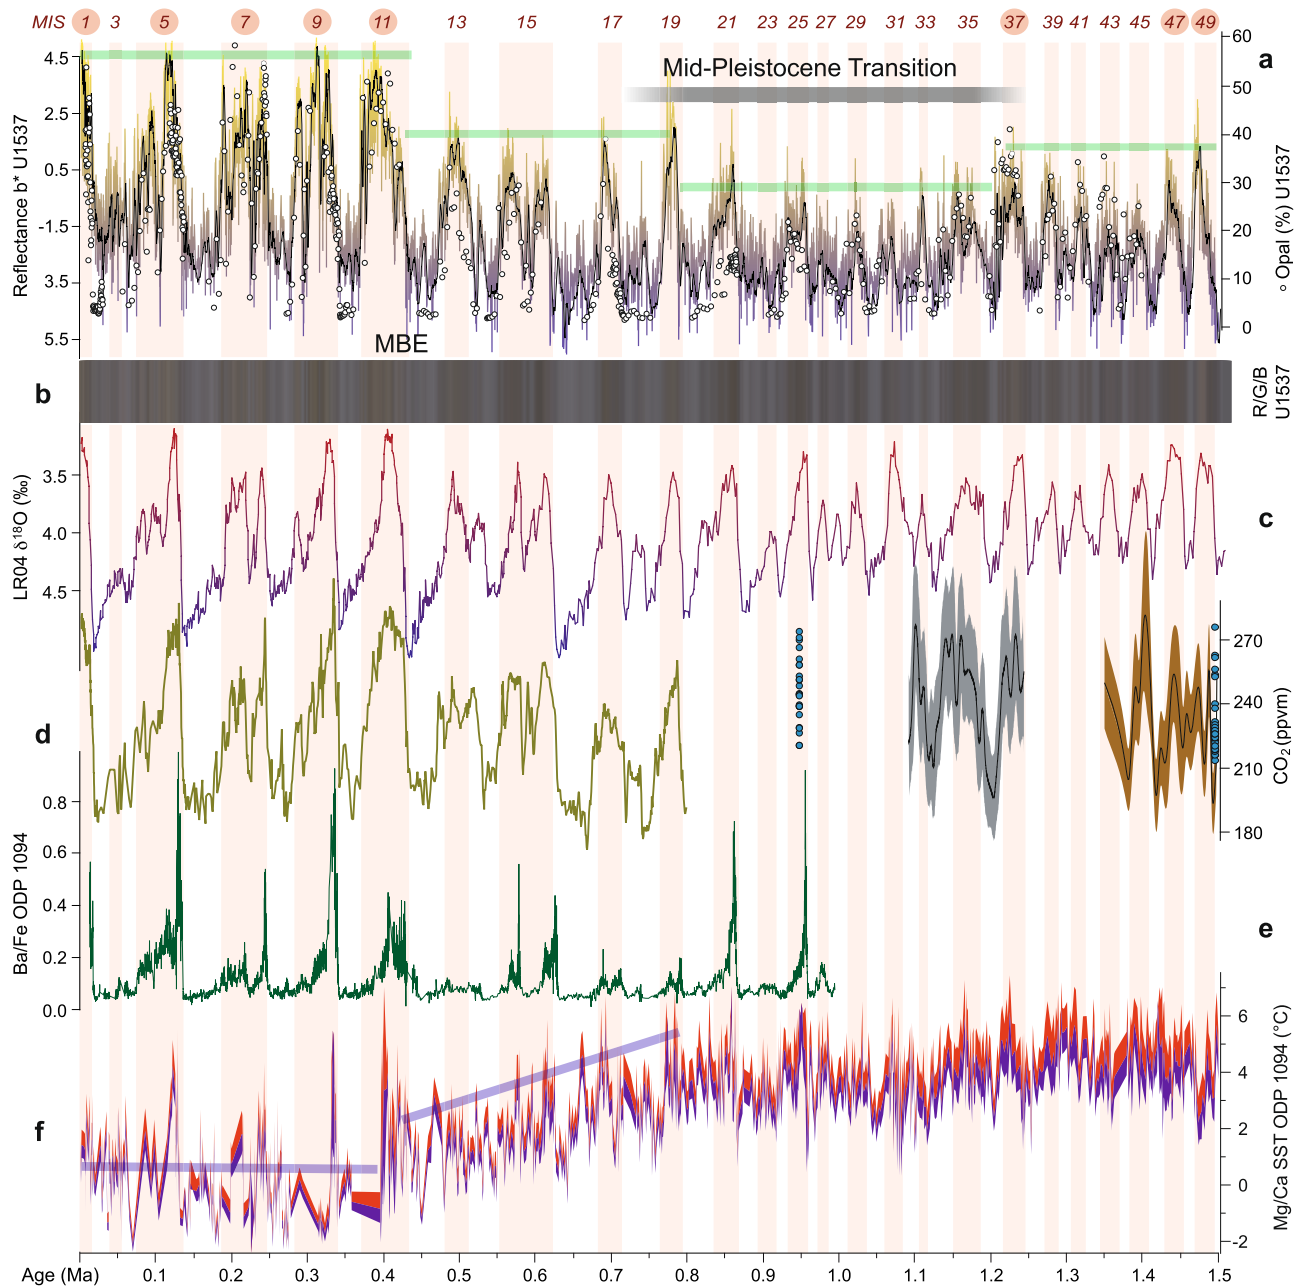 MIS 1 3 5 7 9 11 13 15 17 19 21 23 25 27 29 31 33 35 37 39 41 43 45 47 49
a
Mid-Pleistocene Transition
Reflectance b* U1537
4.5
2.5
0.5
-1.5
3.5
5.5
60
50
40
30
20
10
0
Opal (%) U1537
MBE
b
R/G/B
U1537
LR04 δ18O (‰)
3.5
4.0
4.5
c
d
270
240
210
180
CO2 (ppvm)
Ba/Fe ODP 1094
0.8
0.6
0.4
0.2
0.0
e
f
6
4
2
0
-2
Mg/Ca SST ODP 1094 (°C)
Age (Ma) 0.1 0.2 0.3 0.4 0.5 0.6 0.7 0.8 0.9 1.0 1.1 1.2 1.3 1.4 1.5